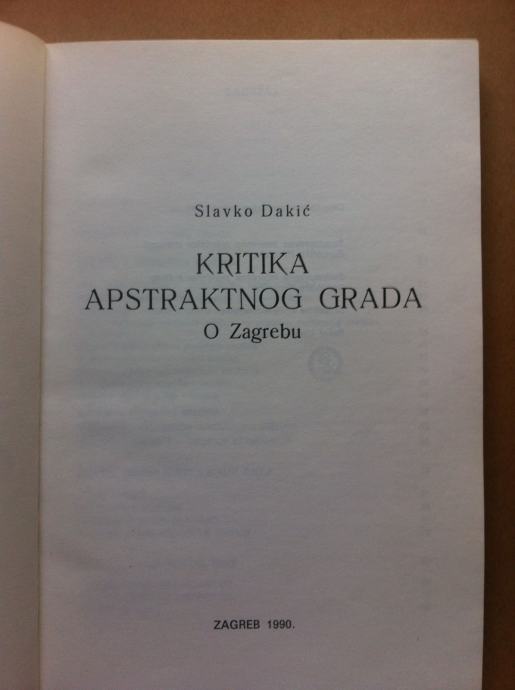 Slavko Dakić
KRITIKA
APSTRAKTNOG GRADA
O Zagrebu
ZAGREB 1990.